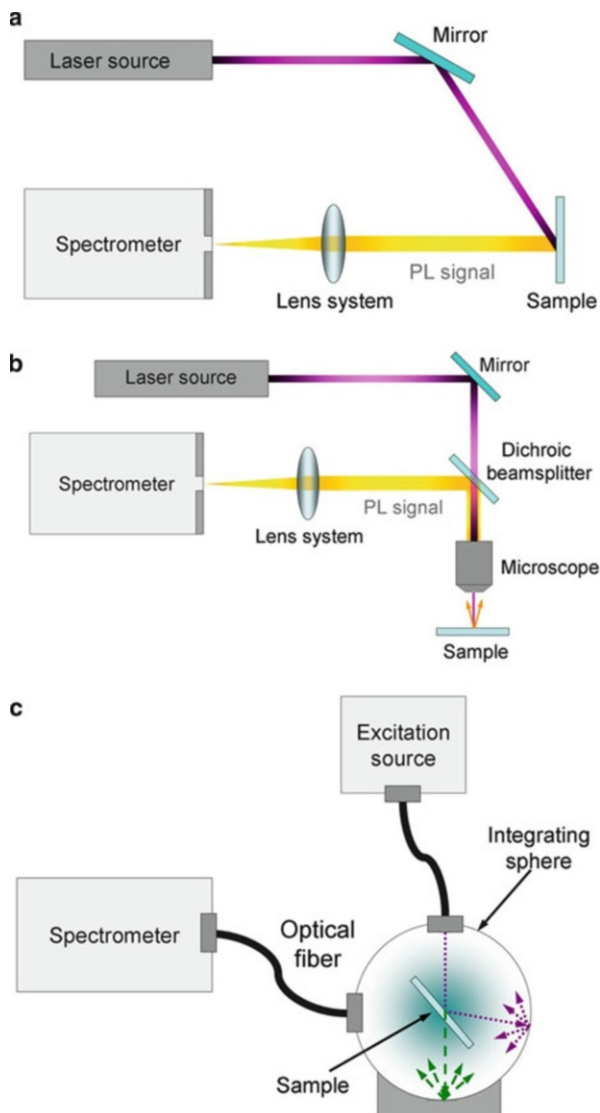 a
Laser source
Mirror
Spectrometer
Lens system
PL signal
Sample
b
Laser source
Mirror
Dichroic
beamsplitter
Spectrometer
Lens system
PL signal
Microscope
Sample
c
Excitation
source
Integrating
sphere
Spectrometer
Optical
fiber
Sample